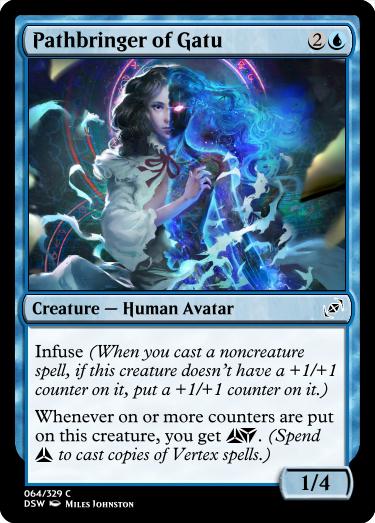 Pathbringer of Gatu 2
Creature — Human Avatar
Infuse (When you cast a noncreature
spell, if this creature doesn't have a +1/+1
counter on it, put a +1/+1 counter on it.)
Whenever on or more counters are put
on this creature, you get . (Spend
to cast copies of Vertex spells.)
1/4
064/329 C
DSW Miles Johnston